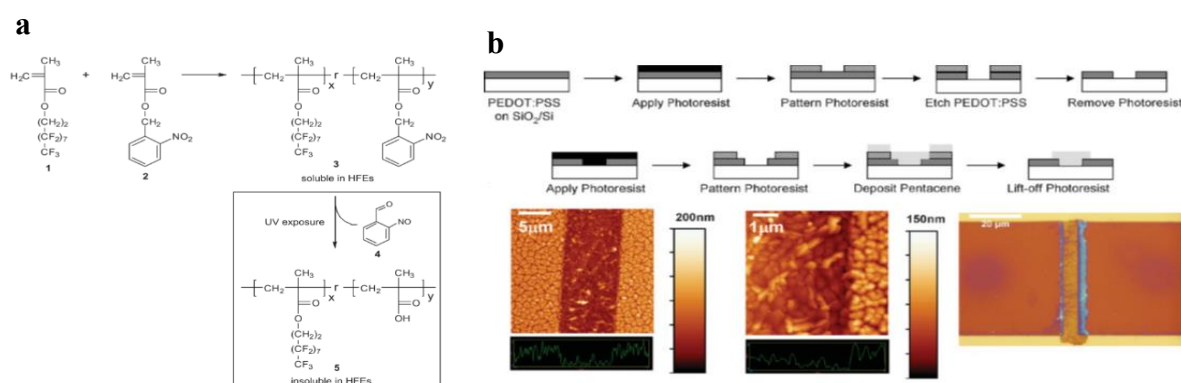 a
CH₃
H₂C
O
O
(CH₂)₂
(CF₂)₇
CF₃
1
+
CH₃
H₂C
O
O
NO₂
2
CH₃
CH₂
r
CH₃
CH₂
x
y
O
O
O
O
(CH₂)₂
(CF₂)₇
CF₃
CH₂
NO₂
3
soluble in HFEs
UV exposure
O
NO
4
CH₃
CH₂
r
CH₃
CH₂
x
y
O
O
O
OH
(CH₂)₂
(CF₂)₇
CF₃
5
insoluble in HFEs
b
PEDOT:PSS
on SiO₂/Si
Apply Photoresist
Pattern Photoresist
Etch PEDOT:PSS
Remove Photoresist
Apply Photoresist
Pattern Photoresist
Deposit Pentacene
Lift-off Photoresist
5μm
200nm
0
1μm
150nm
0
20 μm